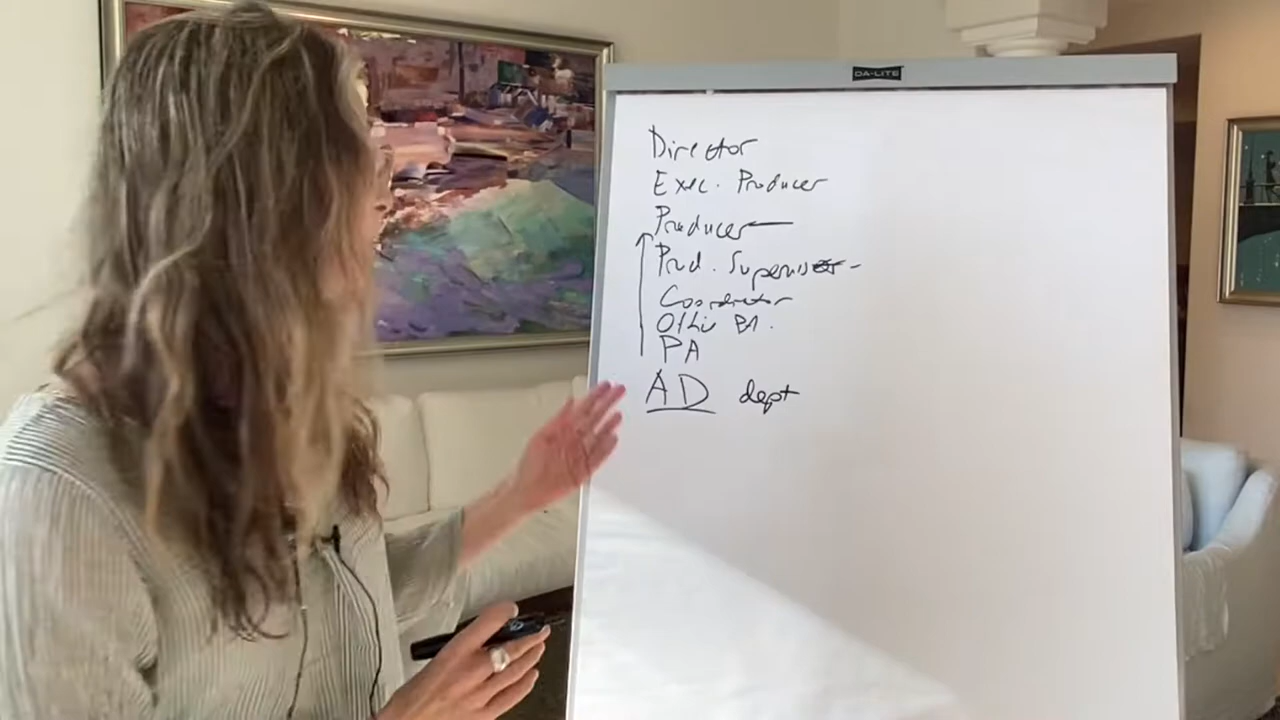 DA-LITE
Director
Exec. Producer
Producer
Prod. Supervisor
Coordinator
Office PA.
PA
AD dept